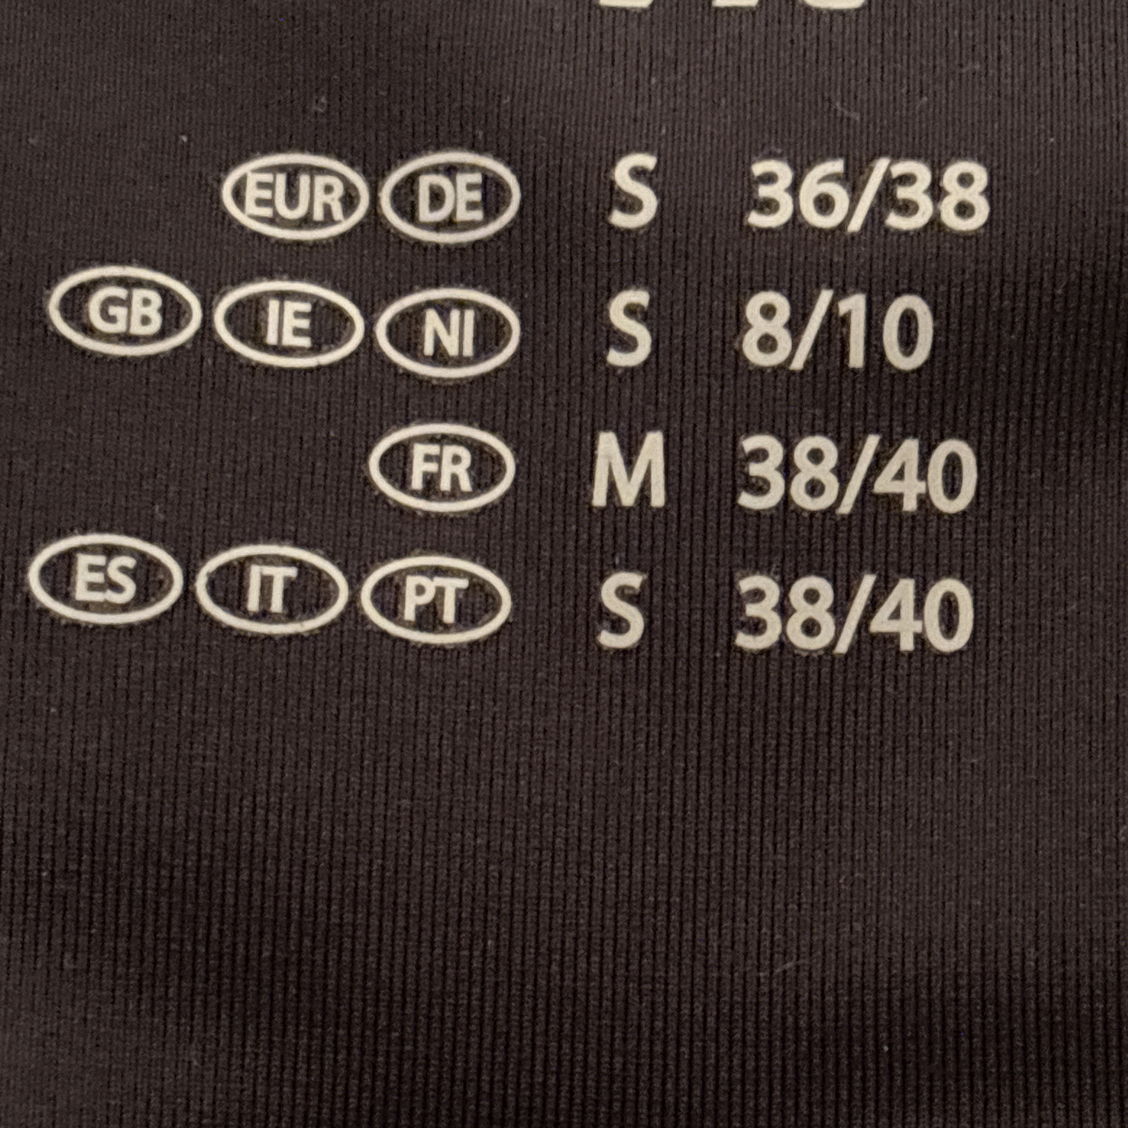 EUR DE S 36/38
GB IE NI S 8/10
FR M 38/40
ES IT PT S 38/40